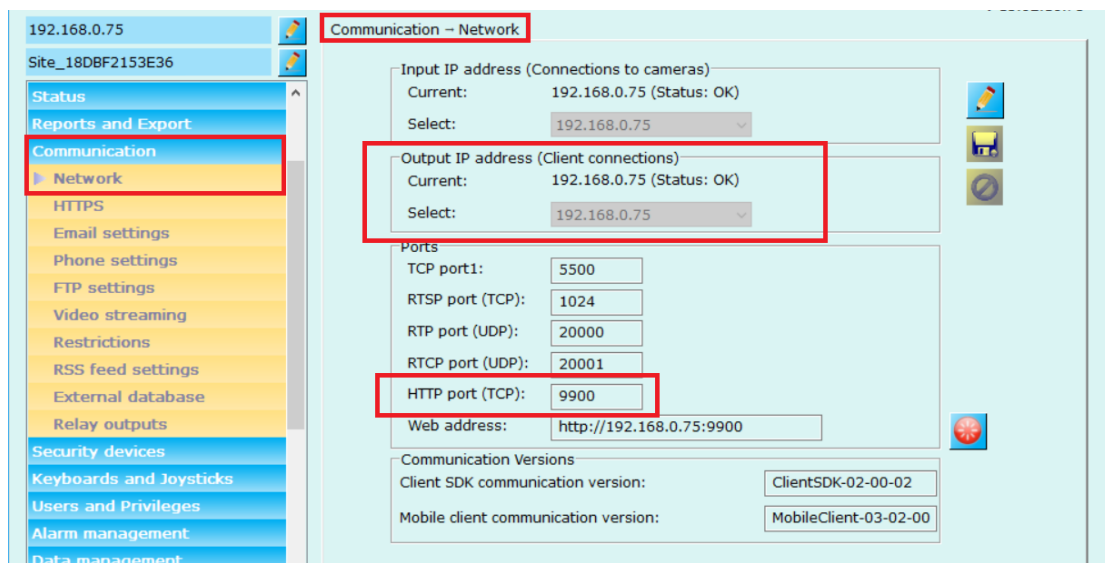 192.168.0.75
Site_18DBF2153E36
Status
Reports and Export
Communication
Network
HTTPS
Email settings
Phone settings
FTP settings
Video streaming
Restrictions
RSS feed settings
External database
Relay outputs
Security devices
Keyboards and Joysticks
Users and Privileges
Alarm management
Data management
Communication → Network
Input IP address (Connections to cameras)
Current: 192.168.0.75 (Status: OK)
Select: 192.168.0.75
Output IP address (Client connections)
Current: 192.168.0.75 (Status: OK)
Select: 192.168.0.75
Ports
TCP port1: 5500
RTSP port (TCP): 1024
RTP port (UDP): 20000
RTCP port (UDP): 20001
HTTP port (TCP): 9900
Web address: http://192.168.0.75:9900
Communication Versions
Client SDK communication version: ClientSDK-02-00-02
Mobile client communication version: MobileClient-03-02-00